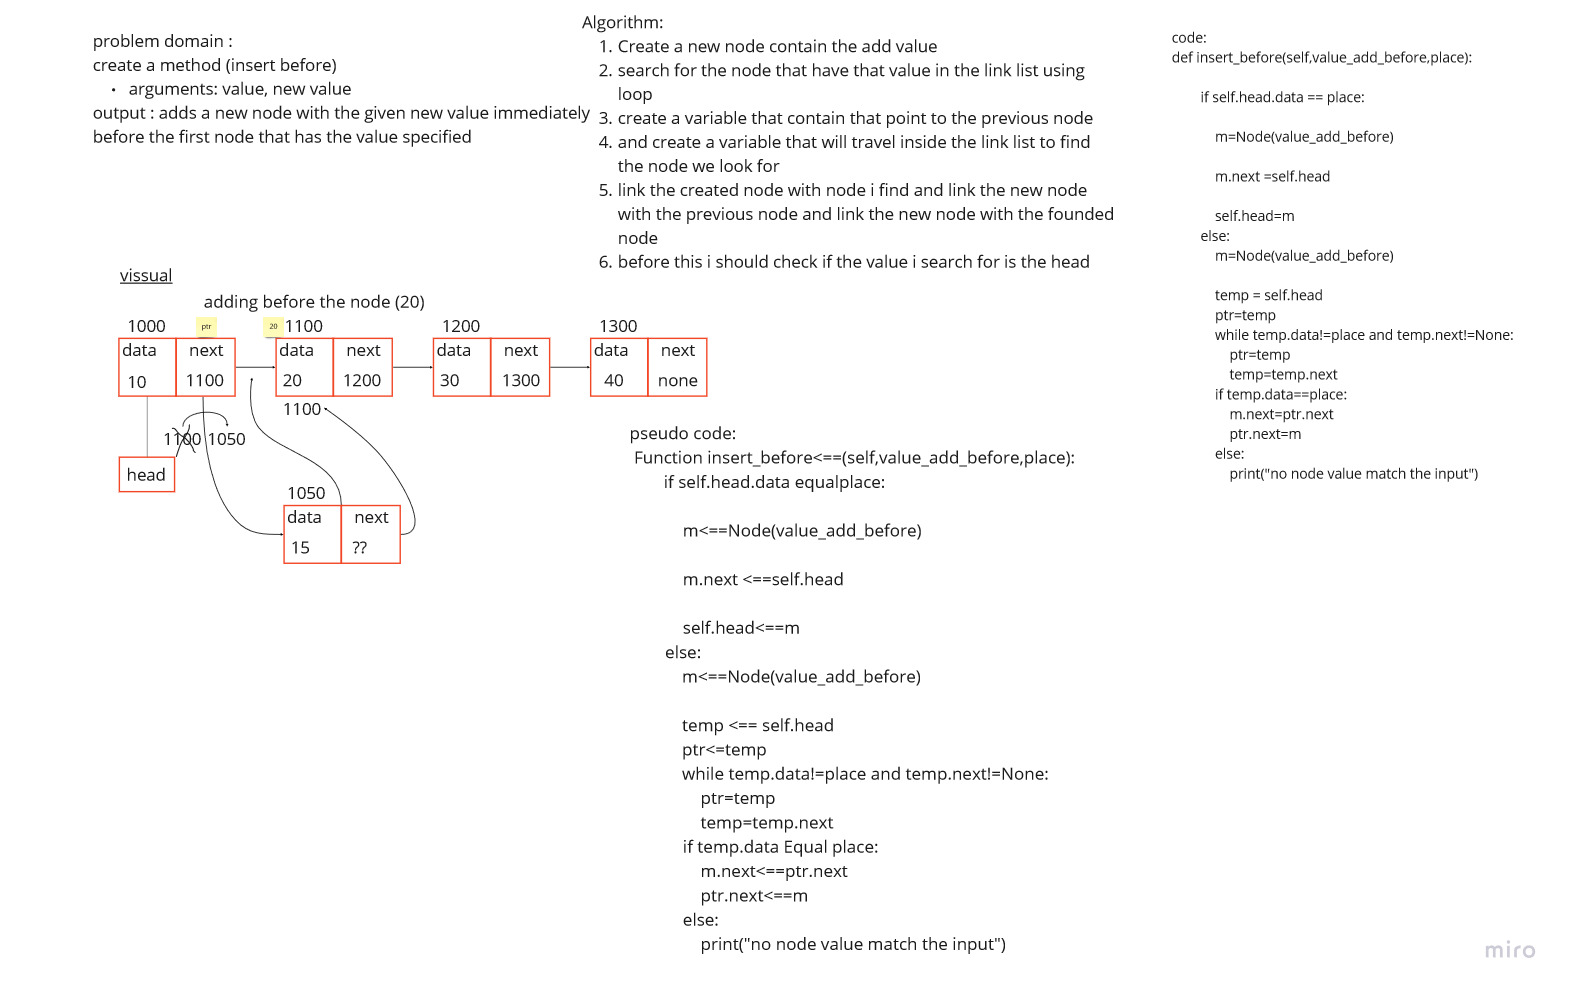 problem domain :
create a method (insert before)
• arguments: value, new value
output : adds a new node with the given new value immediately
before the first node that has the value specified
Algorithm:
1. Create a new node contain the add value
2. search for the node that have that value in the link list using
loop
3. create a variable that contain that point to the previous node
4. and create a variable that will travel inside the link list to find
the node we look for
5. link the created node with node i find and link the new node
with the previous node and link the new node with the founded
node
6. before this i should check if the value i search for is the head
code:
def insert_before(self,value_add_before,place):
if self.head.data == place:
m=Node(value_add_before)
m.next =self.head
self.head=m
else:
m=Node(value_add_before)
temp = self.head
ptr=temp
while temp.data!=place and temp.next!=None:
ptr=temp
temp=temp.next
if temp.data==place:
m.next=ptr.next
ptr.next=m
else:
print("no node value match the input")
vissual
adding before the node (20)
1000 ptr 20 1100 1200 1300
data next data next data next data next
10 1100 20 1200 30 1300 40 none
1100
1100 1050
head
1050
data next
15 ??
pseudo code:
Function insert_before<==(self,value_add_before,place):
if self.head.data equalplace:
m<==Node(value_add_before)
m.next <==self.head
self.head<==m
else:
m<==Node(value_add_before)
temp <== self.head
ptr<=temp
while temp.data!=place and temp.next!=None:
ptr=temp
temp=temp.next
if temp.data Equal place:
m.next<==ptr.next
ptr.next<==m
else:
print("no node value match the input")
miro